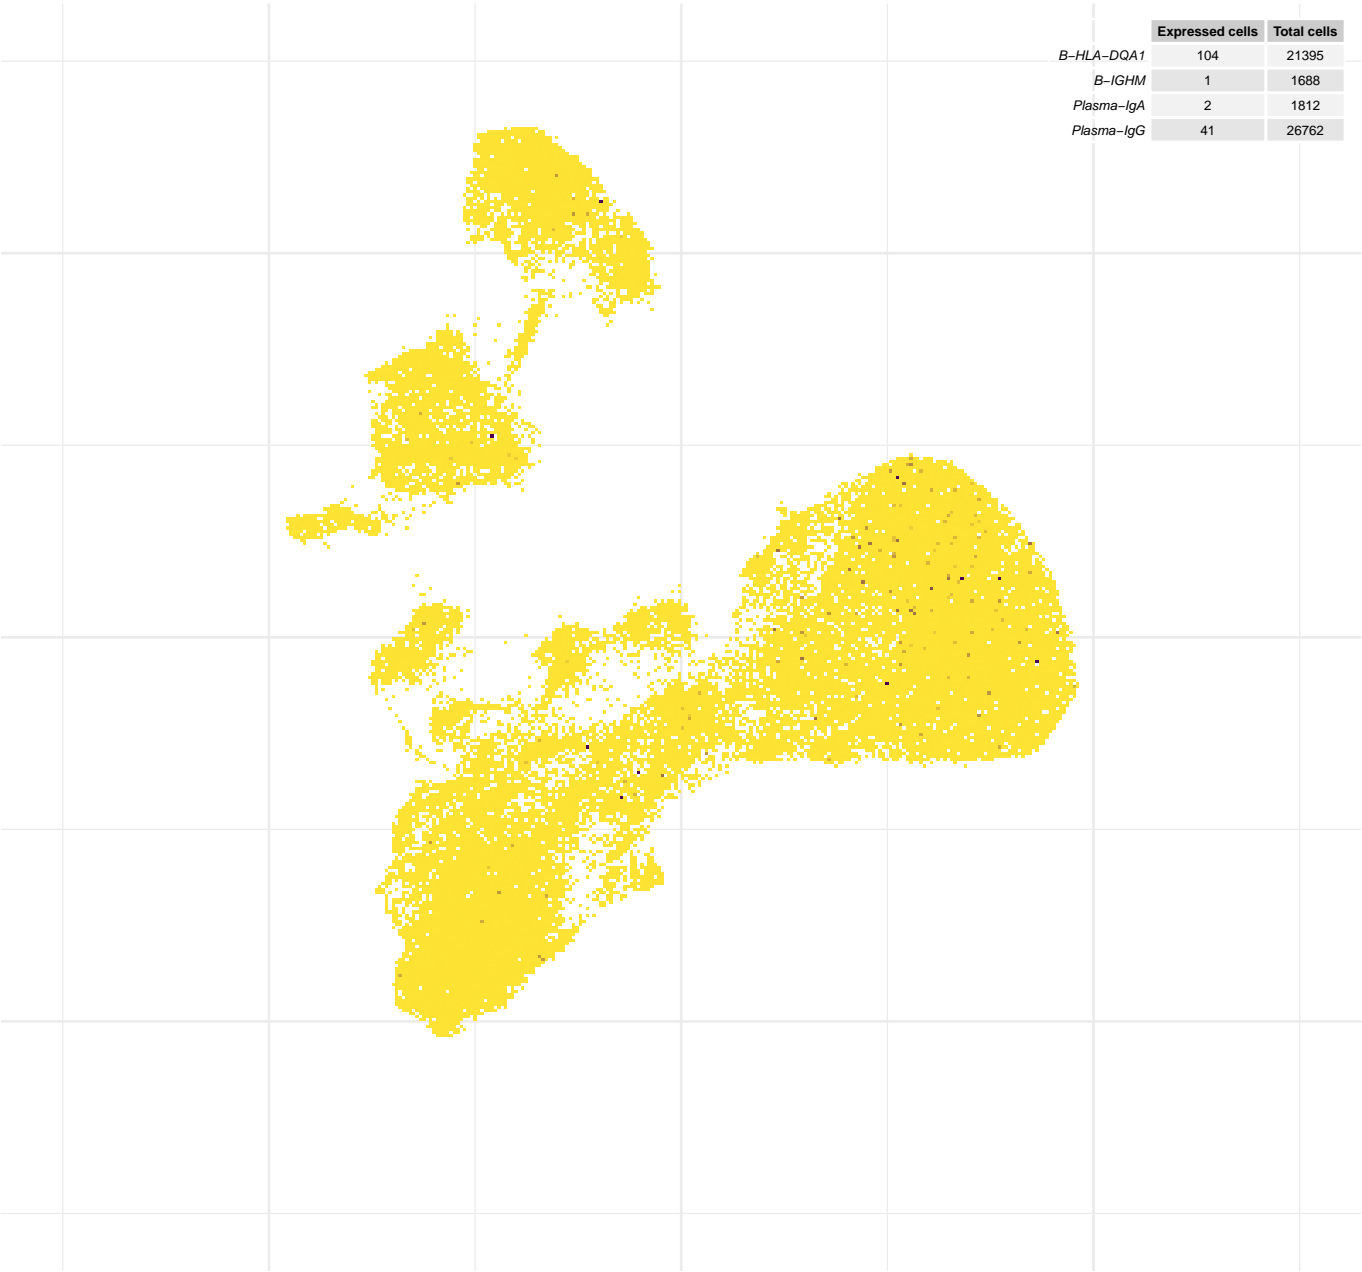 Expressed cells Total cells
B−HLA−DQA1 104 21395
B−IGHM 1 1688
Plasma−IgA 2 1812
Plasma−IgG 41 26762